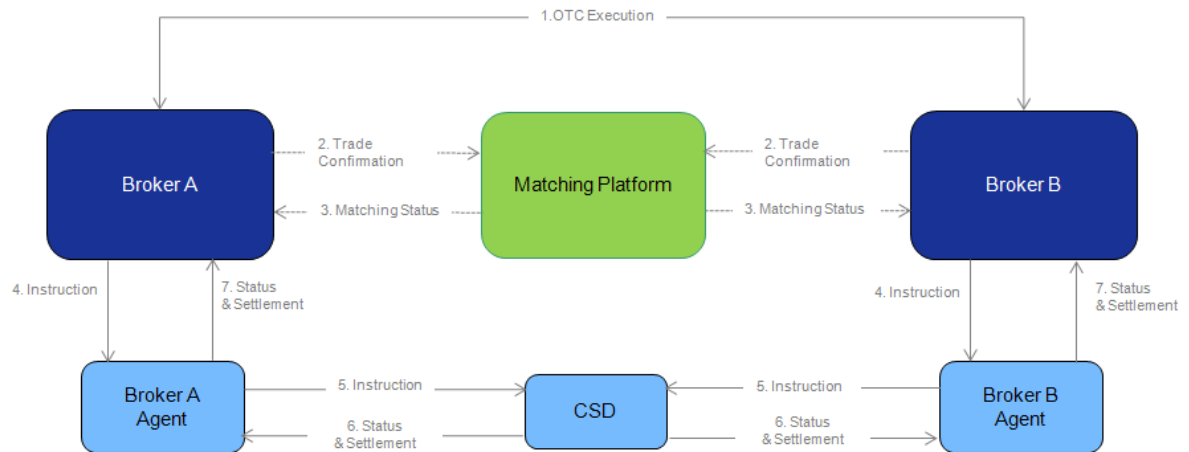 1.OTC Execution
Broker A
2. Trade
Confirmation
Matching Platform
2. Trade
Confirmation
Broker B
3. Matching Status
3. Matching Status
4. Instruction
7. Status
& Settlement
4. Instruction
7. Status
& Settlement
Broker A
Agent
5. Instruction
6. Status
& Settlement
CSD
5. Instruction
6. Status
& Settlement
Broker B
Agent